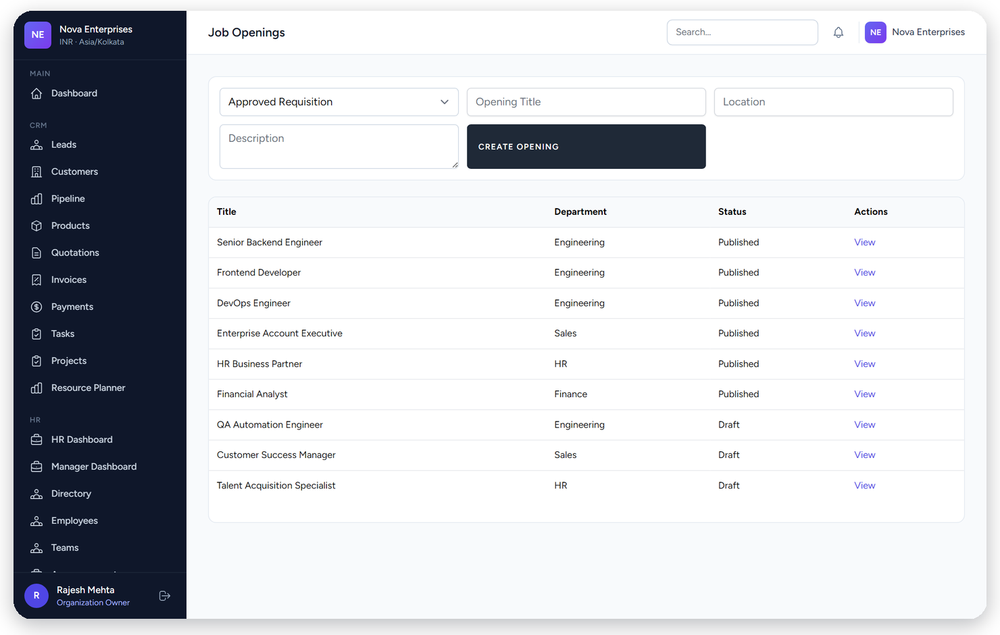 NE
Nova Enterprises
INR · Asia/Kolkata
MAIN
Dashboard
CRM
Leads
Customers
Pipeline
Products
Quotations
Invoices
Payments
Tasks
Projects
Resource Planner
HR
HR Dashboard
Manager Dashboard
Directory
Employees
Teams
R
Rajesh Mehta
Organization Owner
Job Openings
Search...
NE
Nova Enterprises
Approved Requisition
Opening Title
Location
Description
CREATE OPENING
Title Department Status Actions
Senior Backend Engineer Engineering Published View
Frontend Developer Engineering Published View
DevOps Engineer Engineering Published View
Enterprise Account Executive Sales Published View
HR Business Partner HR Published View
Financial Analyst Finance Published View
QA Automation Engineer Engineering Draft View
Customer Success Manager Sales Draft View
Talent Acquisition Specialist HR Draft View